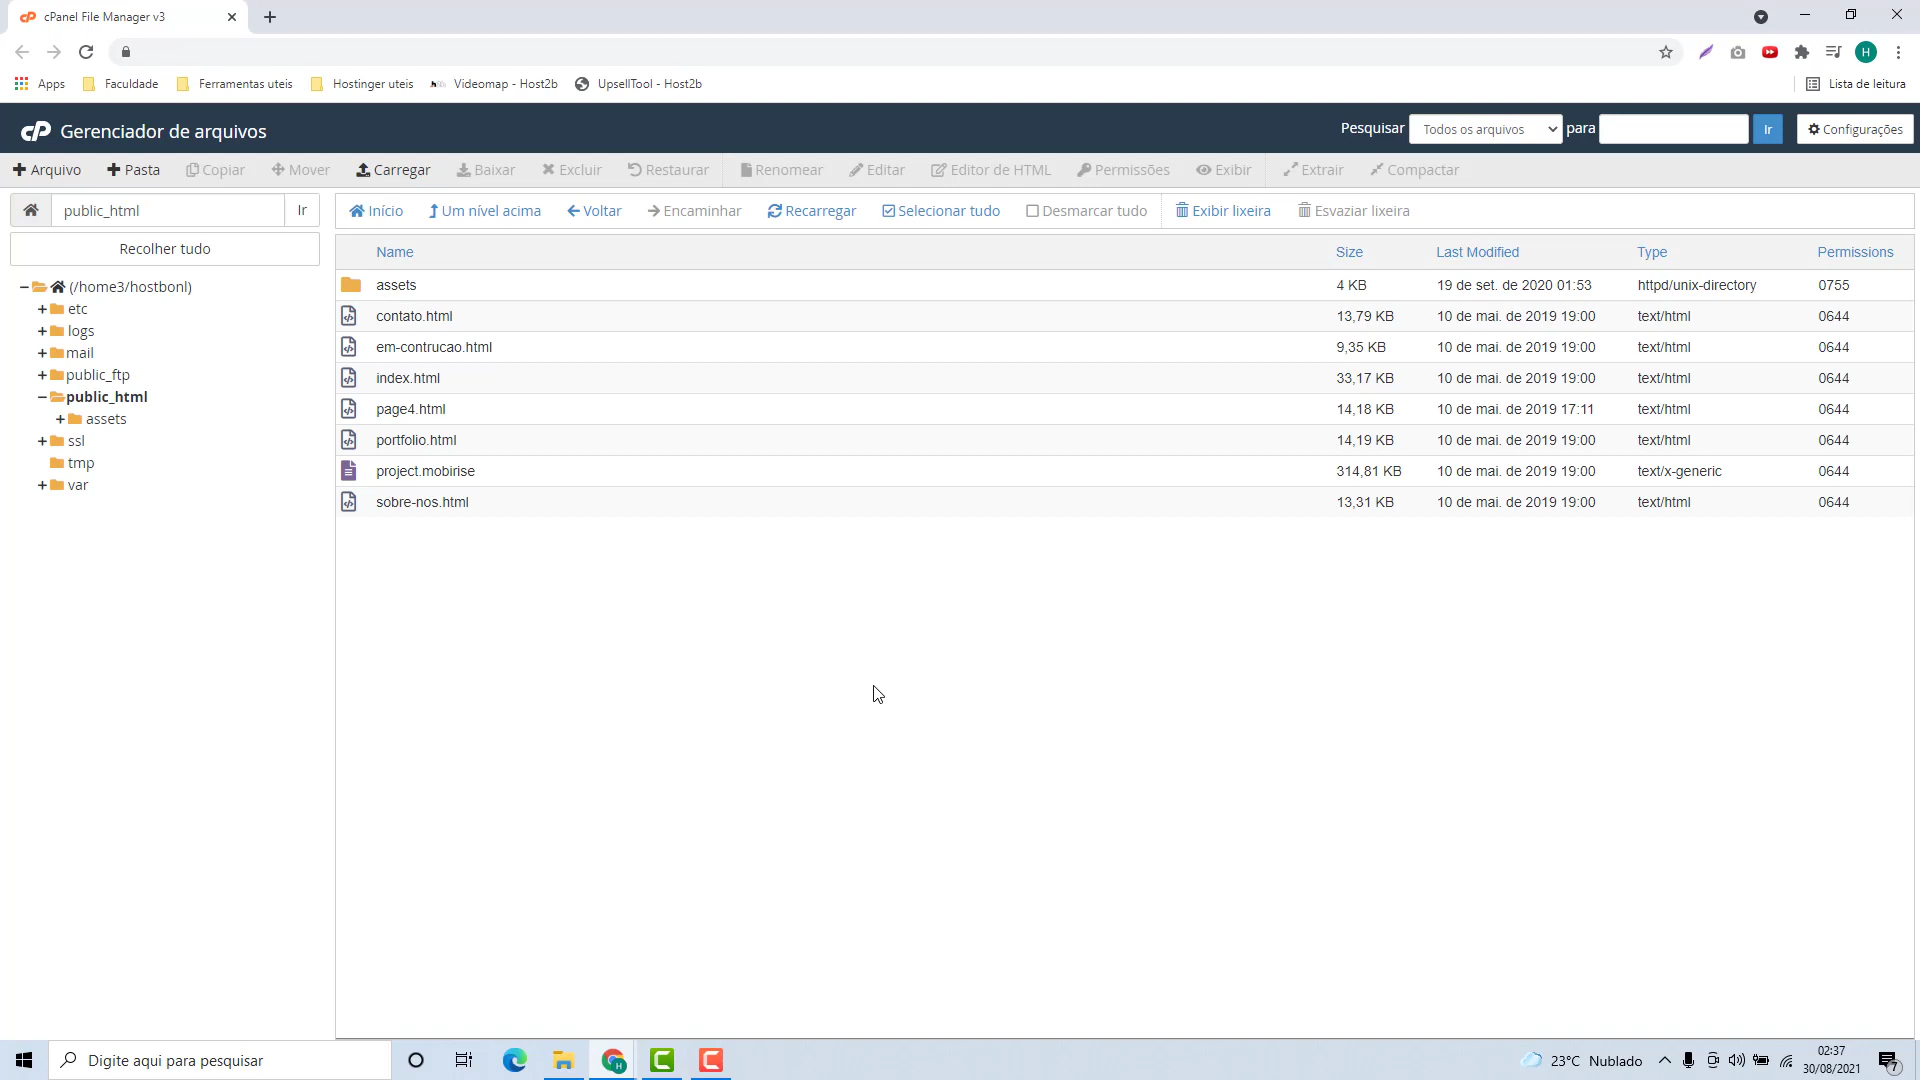 cPanel File Manager v3
Apps Faculdade Ferramentas uteis Hostinger uteis Videomap - Host2b UpsellTool - Host2b Lista de leitura
cP Gerenciador de arquivos Pesquisar Todos os arquivos para Ir Configurações
Arquivo Pasta Copiar Mover Carregar Baixar Excluir Restaurar Renomear Editar Editor de HTML Permissões Exibir Extrair Compactar
public_html Ir Início Um nível acima Voltar Encaminhar Recarregar Selecionar tudo Desmarcar tudo Exibir lixeira Esvaziar lixeira
Recolher tudo
(/home3/hostbonl)
etc
logs
mail
public_ftp
public_html
assets
ssl
tmp
var
Name Size Last Modified Type Permissions
assets 4 KB 19 de set. de 2020 01:53 httpd/unix-directory 0755
contato.html 13,79 KB 10 de mai. de 2019 19:00 text/html 0644
em-contrucao.html 9,35 KB 10 de mai. de 2019 19:00 text/html 0644
index.html 33,17 KB 10 de mai. de 2019 19:00 text/html 0644
page4.html 14,18 KB 10 de mai. de 2019 17:11 text/html 0644
portfolio.html 14,19 KB 10 de mai. de 2019 19:00 text/html 0644
project.mobirise 314,81 KB 10 de mai. de 2019 19:00 text/x-generic 0644
sobre-nos.html 13,31 KB 10 de mai. de 2019 19:00 text/html 0644
Digite aqui para pesquisar 23°C Nublado 02:37
30/08/2021 7